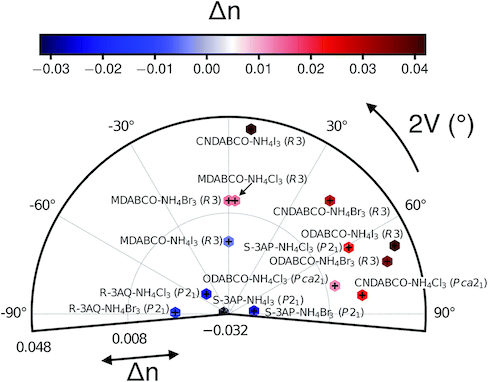 Δn
−0.03 −0.02 −0.01 0.00 0.01 0.02 0.03 0.04
2V (°)
-30° 30°
CNDABCO-NH₄I₃ (R3)
MDABCO-NH₄Cl₃ (R3)
MDABCO-NH₄Br₃ (R3)
CNDABCO-NH₄Br₃ (R3)
-60° 60°
ODABCO-NH₄I₃ (R3)
MDABCO-NH₄I₃ (R3)
S-3AP-NH₄Cl₃ (P2₁)
ODABCO-NH₄Br₃ (R3)
ODABCO-NH₄Cl₃ (Pca2₁)
CNDABCO-NH₄Cl₃ (Pca2₁)
R-3AQ-NH₄Cl₃ (P2₁)
S-3AP-NH₄I₃ (P2₁)
R-3AQ-NH₄Br₃ (P2₁)
S-3AP-NH₄Br₃ (P2₁)
-90° 90°
−0.032
0.008
0.048
Δn